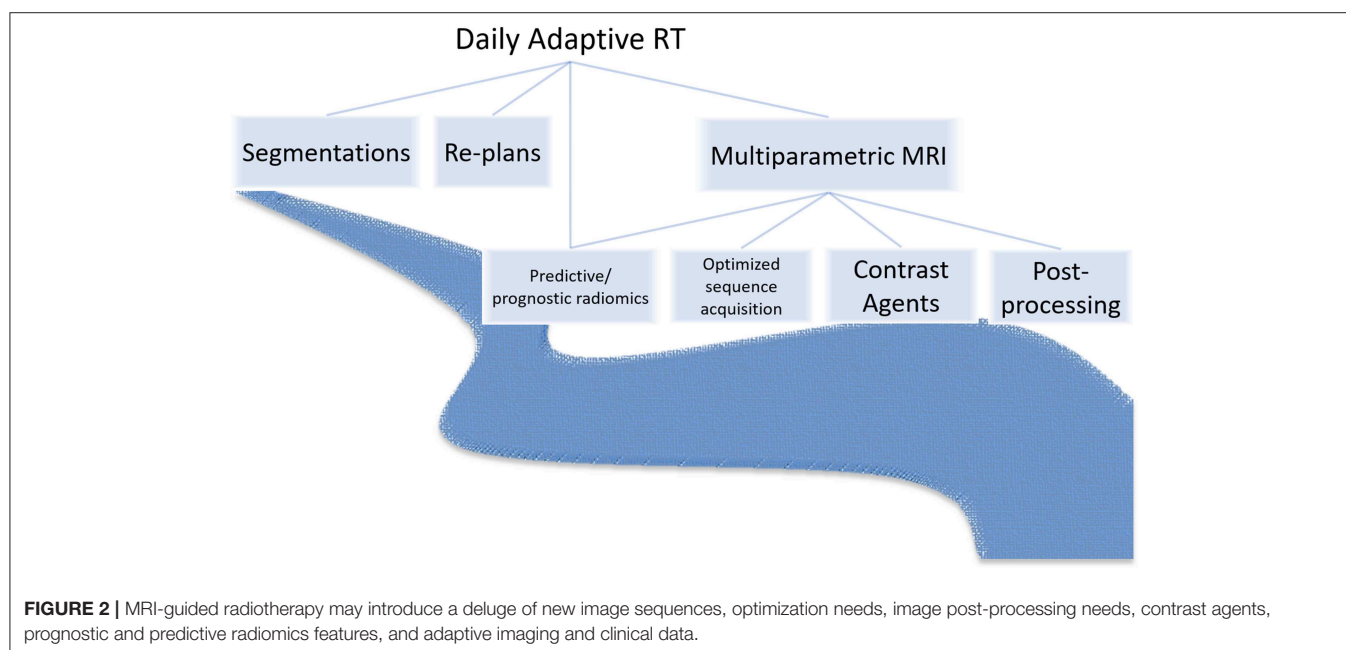 Daily Adaptive RT
Segmentations
Re-plans
Multiparametric MRI
Predictive/
prognostic radiomics
Optimized
sequence
acquisition
Contrast
Agents
Post-
processing
FIGURE 2 | MRI-guided radiotherapy may introduce a deluge of new image sequences, optimization needs, image post-processing needs, contrast agents,
prognostic and predictive radiomics features, and adaptive imaging and clinical data.